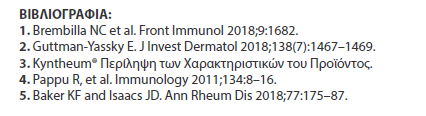 ΒΙΒΛΙΟΓΡΑΦΙΑ:
1. Brembilla NC et al. Front Immunol 2018;9:1682.
2. Guttman-Yassky E. J Invest Dermatol 2018;138(7):1467–1469.
3. Kyntheum® Περίληψη των Χαρακτηριστικών του Προϊόντος.
4. Pappu R, et al. Immunology 2011;134:8–16.
5. Baker KF and Isaacs JD. Ann Rheum Dis 2018;77:175–87.